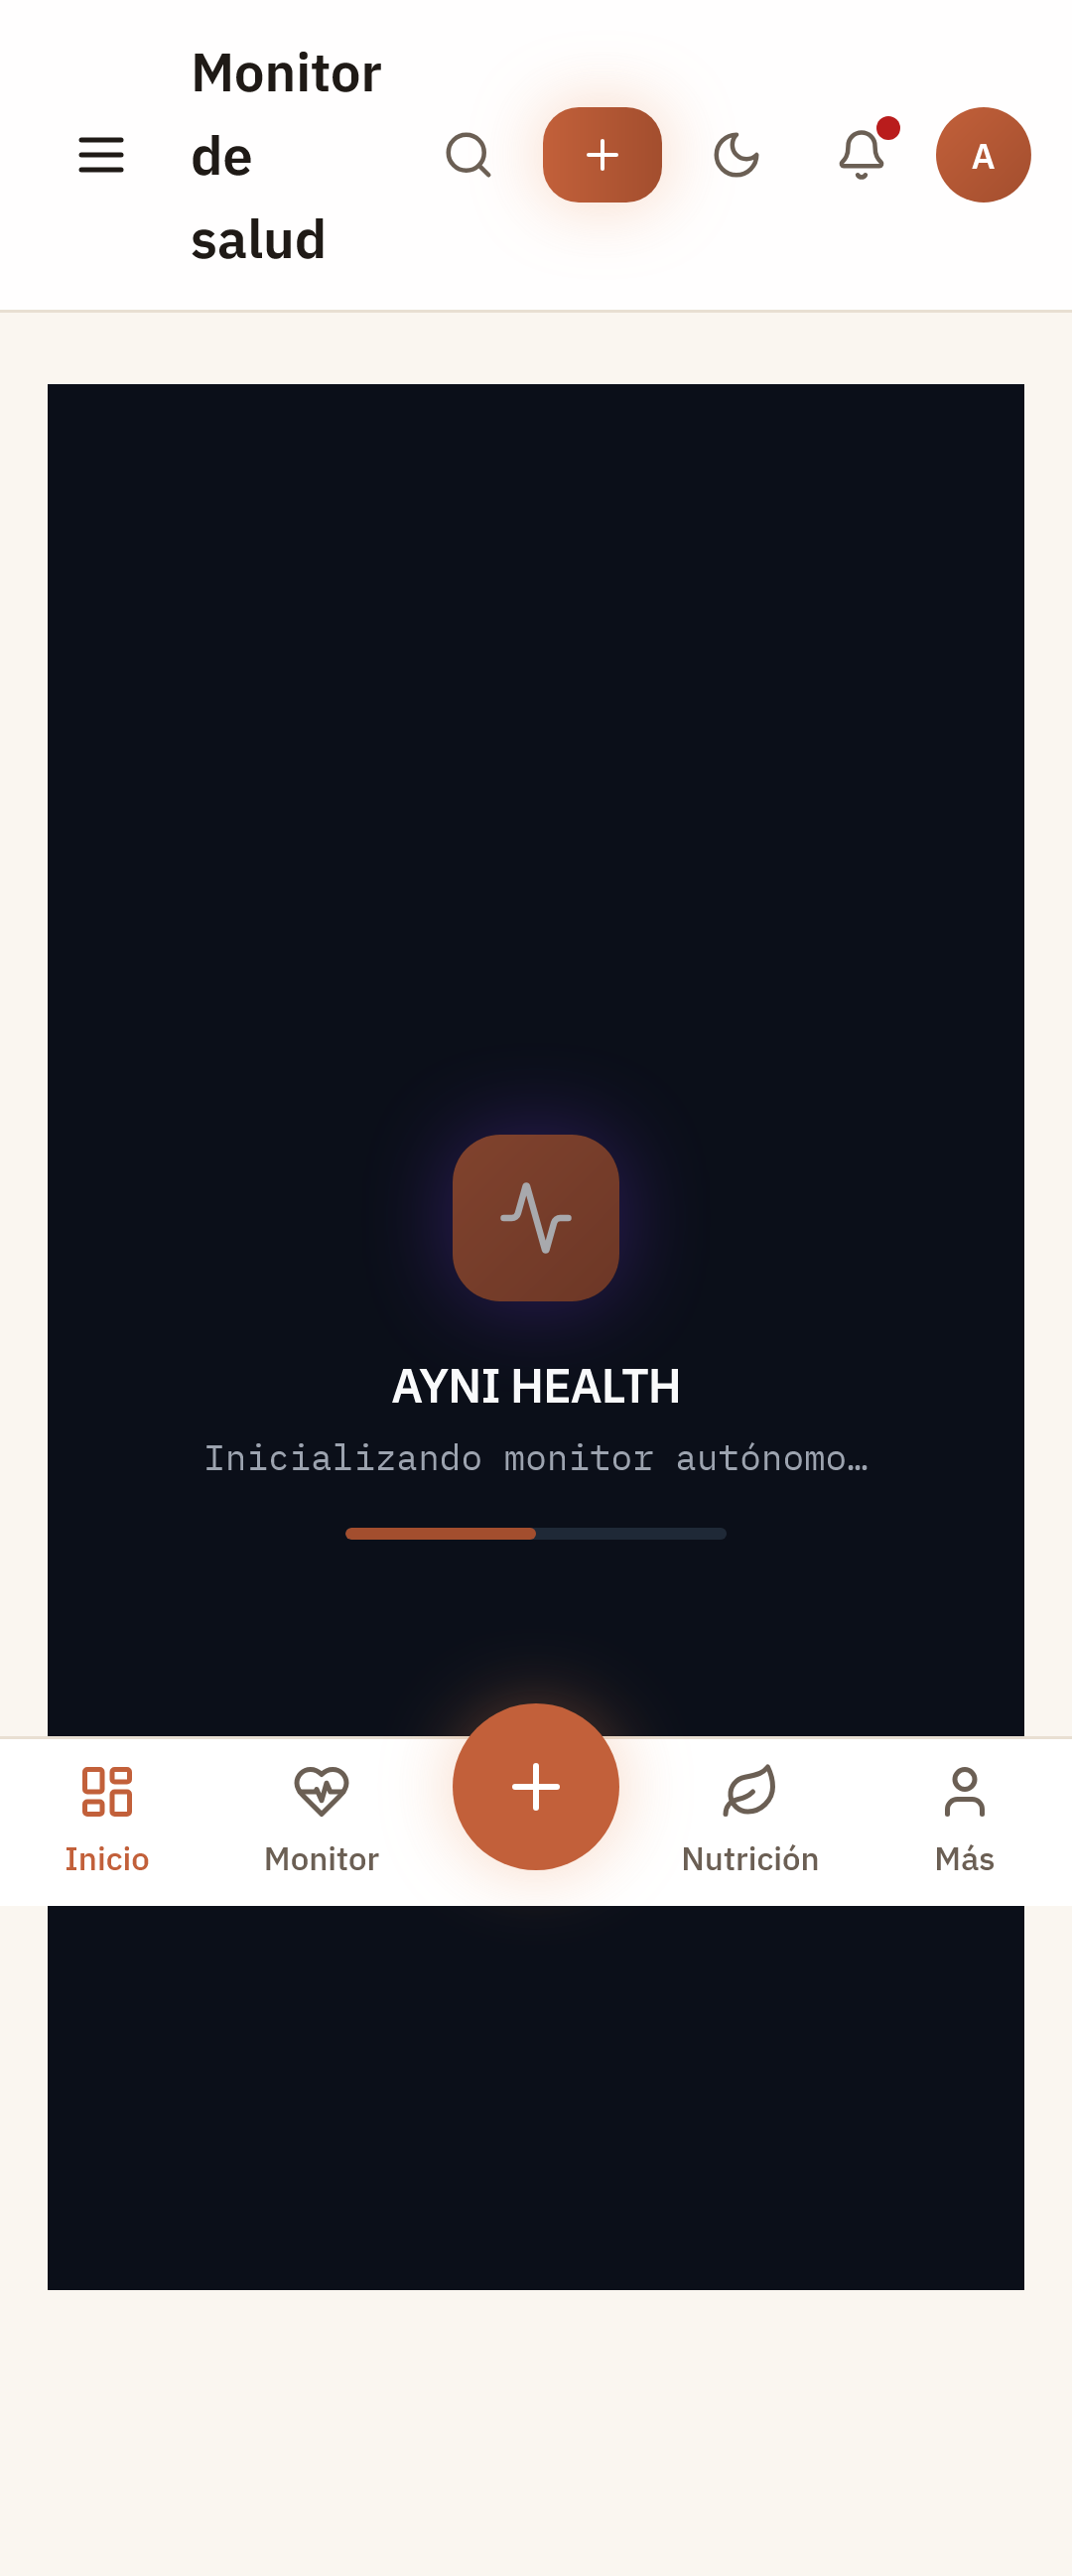 Monitor
de
salud
A
AYNI HEALTH
Inicializando monitor autónomo…
Inicio
Monitor
Nutrición
Más